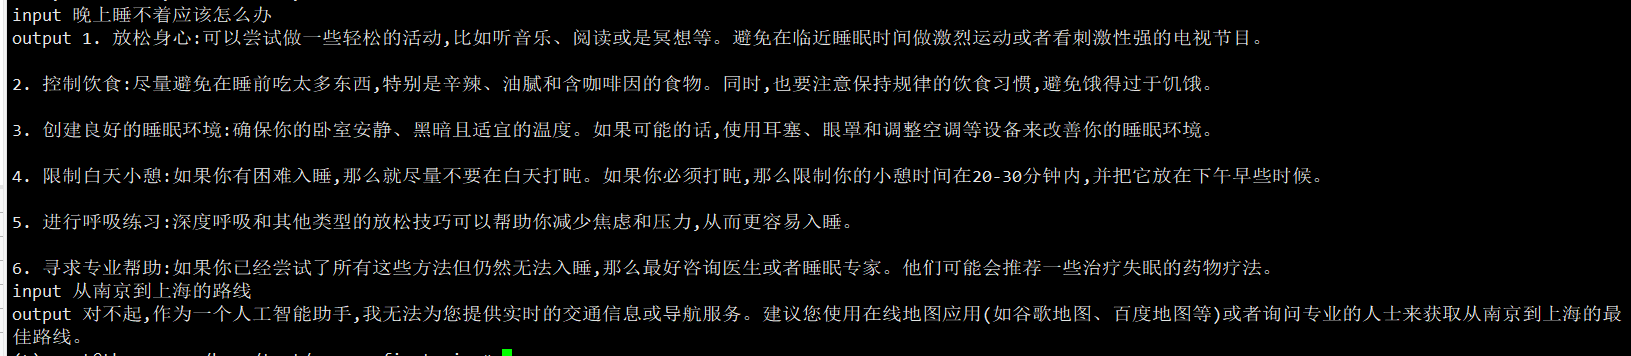 input 晚上睡不着应该怎么办
output 1. 放松身心:可以尝试做一些轻松的活动,比如听音乐、阅读或是冥想等。避免在临近睡眠时间做激烈运动或者看刺激性强的电视节目。
2. 控制饮食:尽量避免在睡前吃太多东西,特别是辛辣、油腻和含咖啡因的食物。同时,也要注意保持规律的饮食习惯,避免饿得过于饥饿。
3. 创建良好的睡眠环境:确保你的卧室安静、黑暗且适宜的温度。如果可能的话,使用耳塞、眼罩和调整空调等设备来改善你的睡眠环境。
4. 限制白天小憩:如果你有困难入睡,那么就尽量不要在白天打盹。如果你必须打盹,那么限制你的小憩时间在20-30分钟内,并把它放在下午早些时候。
5. 进行呼吸练习:深度呼吸和其他类型的放松技巧可以帮助你减少焦虑和压力,从而更容易入睡。
6. 寻求专业帮助:如果你已经尝试了所有这些方法但仍然无法入睡,那么最好咨询医生或者睡眠专家。他们可能会推荐一些治疗失眠的药物疗法。
input 从南京到上海的路线
output 对不起,作为一个人工智能助手,我无法为您提供实时的交通信息或导航服务。建议您使用在线地图应用(如谷歌地图、百度地图等)或者询问专业的人士来获取从南京到上海的最
佳路线。